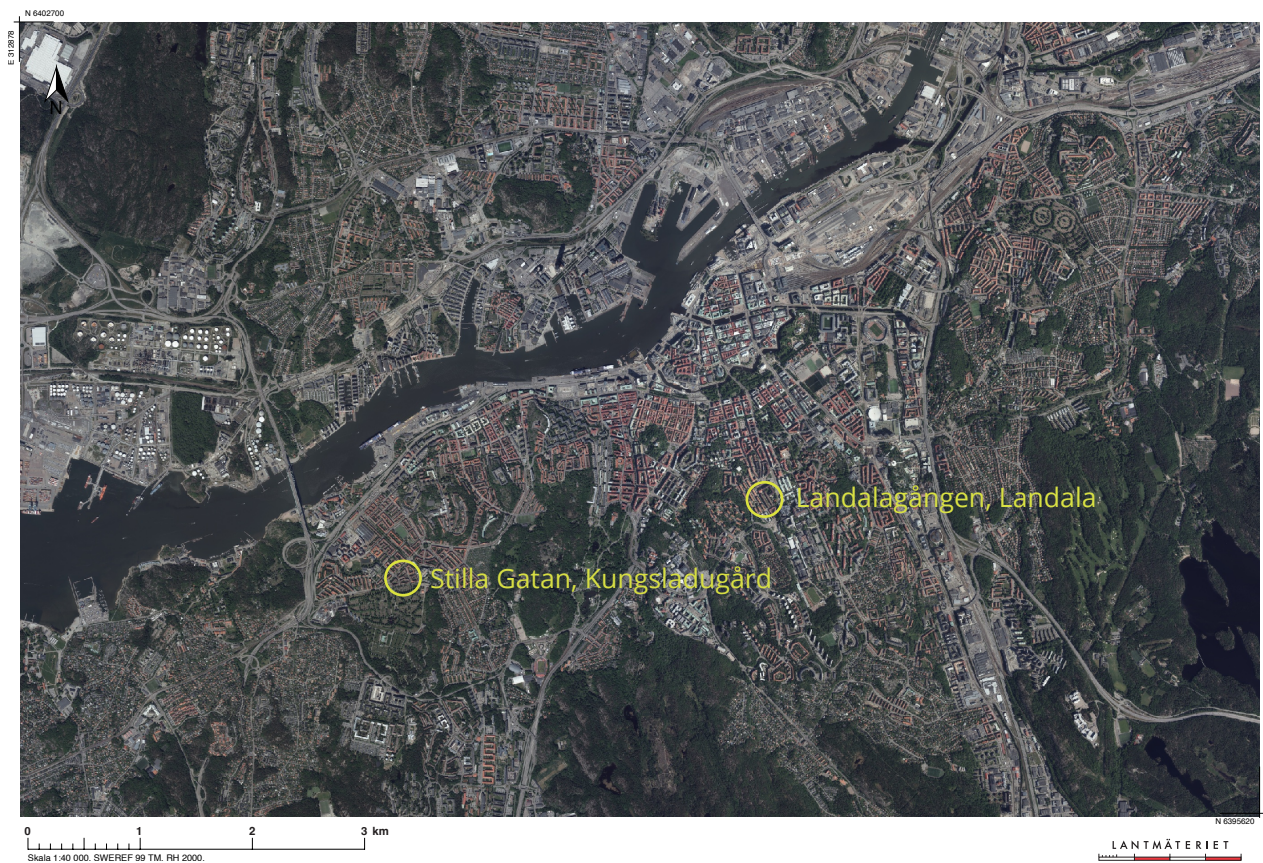 N 6402700
E 312878
N
Landalagången, Landala
Stilla Gatan, Kungsladugård
N 6395620
0 1 2 3 km
Skala 1:40 000. SWEREF 99 TM. RH 2000.
LANTMÄTERIET